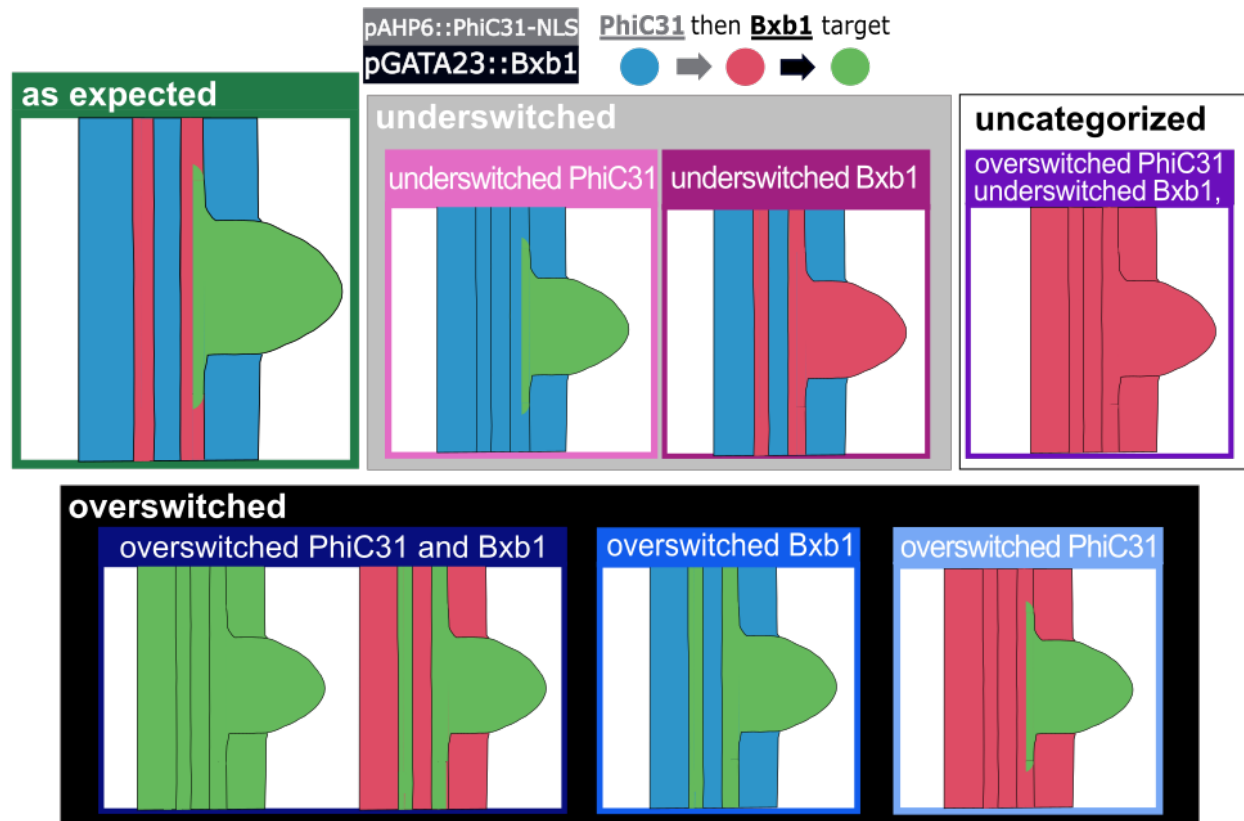 pAHP6::PhiC31-NLS
pGATA23::Bxb1
PhiC31 then Bxb1 target
as expected
underswitched
underswitched PhiC31
underswitched Bxb1
uncategorized
overswitched PhiC31
underswitched Bxb1,
overswitched
overswitched PhiC31 and Bxb1
overswitched Bxb1
overswitched PhiC31